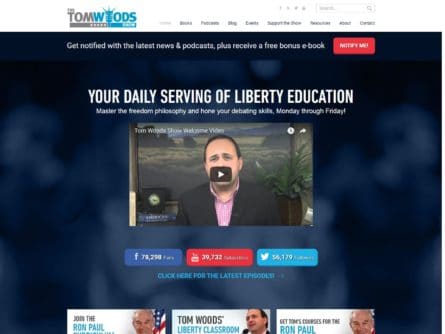 THE
TOMWOODS
SHOW
Search...
Home Books Podcasts Blog Events Support the Show Resources About Contact
Get notified with the latest news & podcasts, plus receive a free bonus e-book NOTIFY ME!
YOUR DAILY SERVING OF LIBERTY EDUCATION
Master the freedom philosophy and hone your debating skills, Monday through Friday!
Tom Woods Show Welcome Video
78,298 Fans 39,732 Subscribers 56,179 Followers
CLICK HERE FOR THE LATEST EPISODES!
JOIN THE
RON PAUL
TOM WOODS'
LIBERTY CLASSROOM
GET TOM'S COURSES FOR THE
RON PAUL